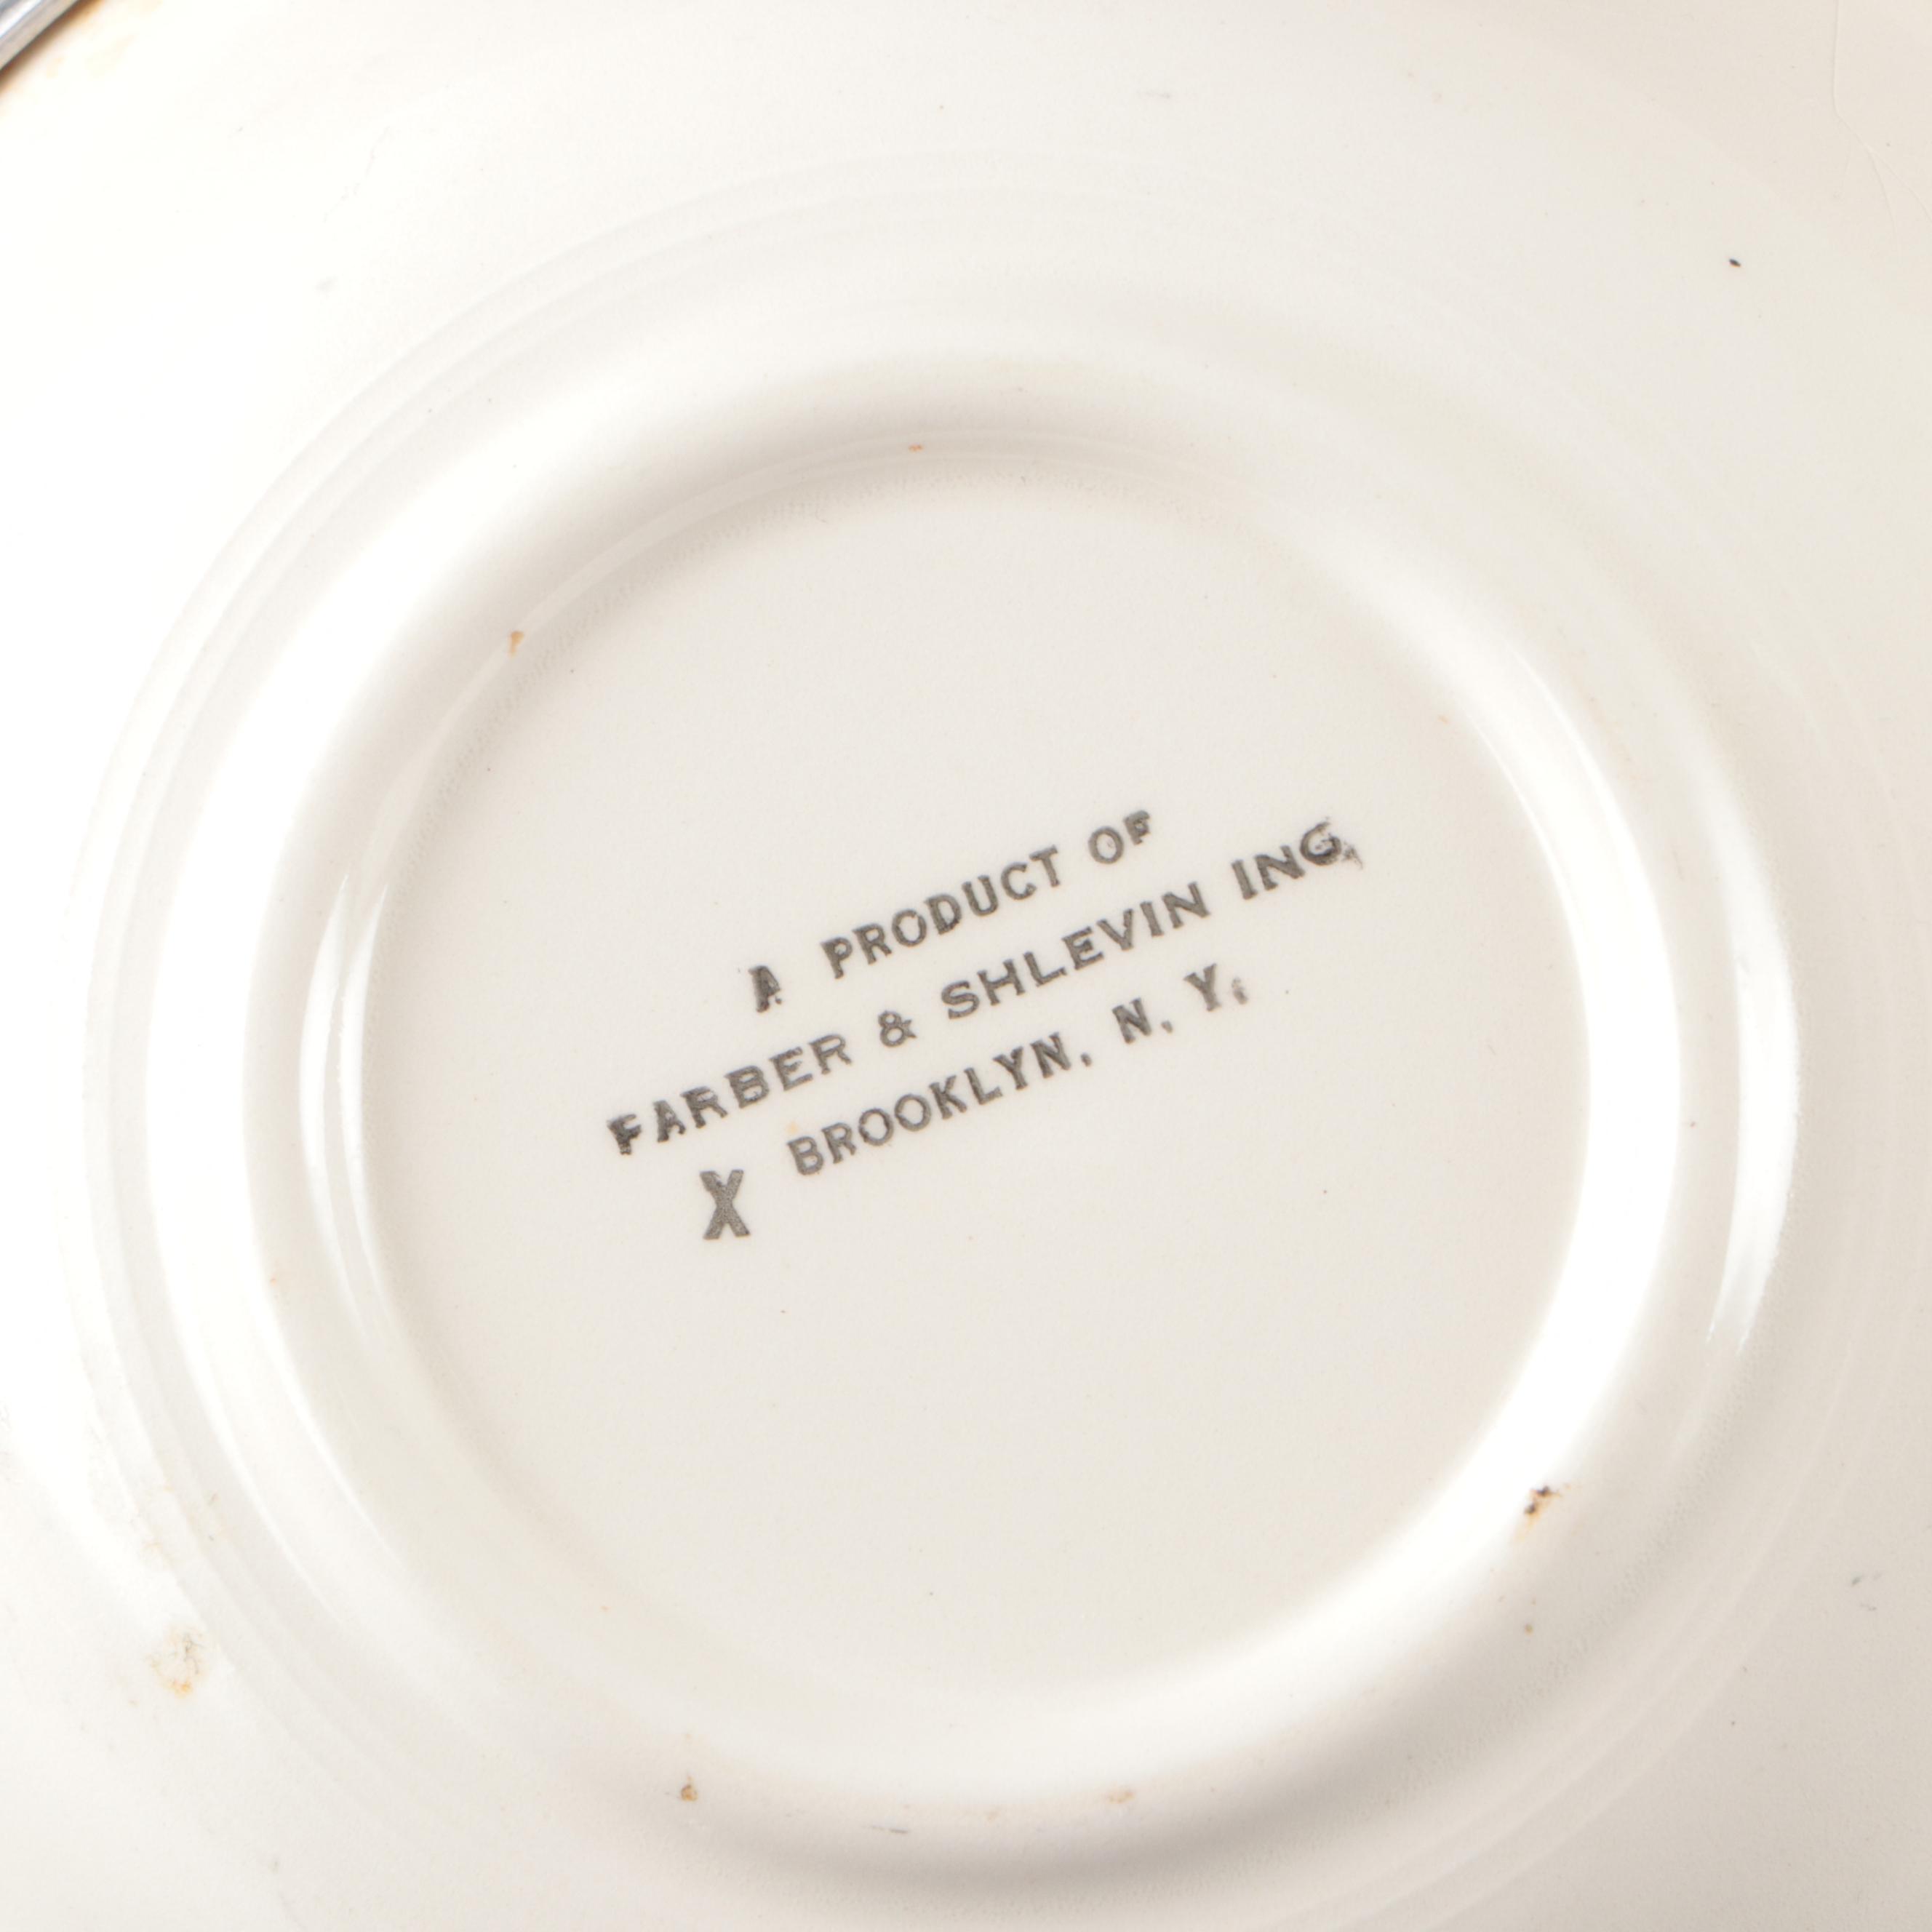 A PRODUCT OF
FARBER & SHLEVIN INC.
BROOKLYN, N. Y.
X